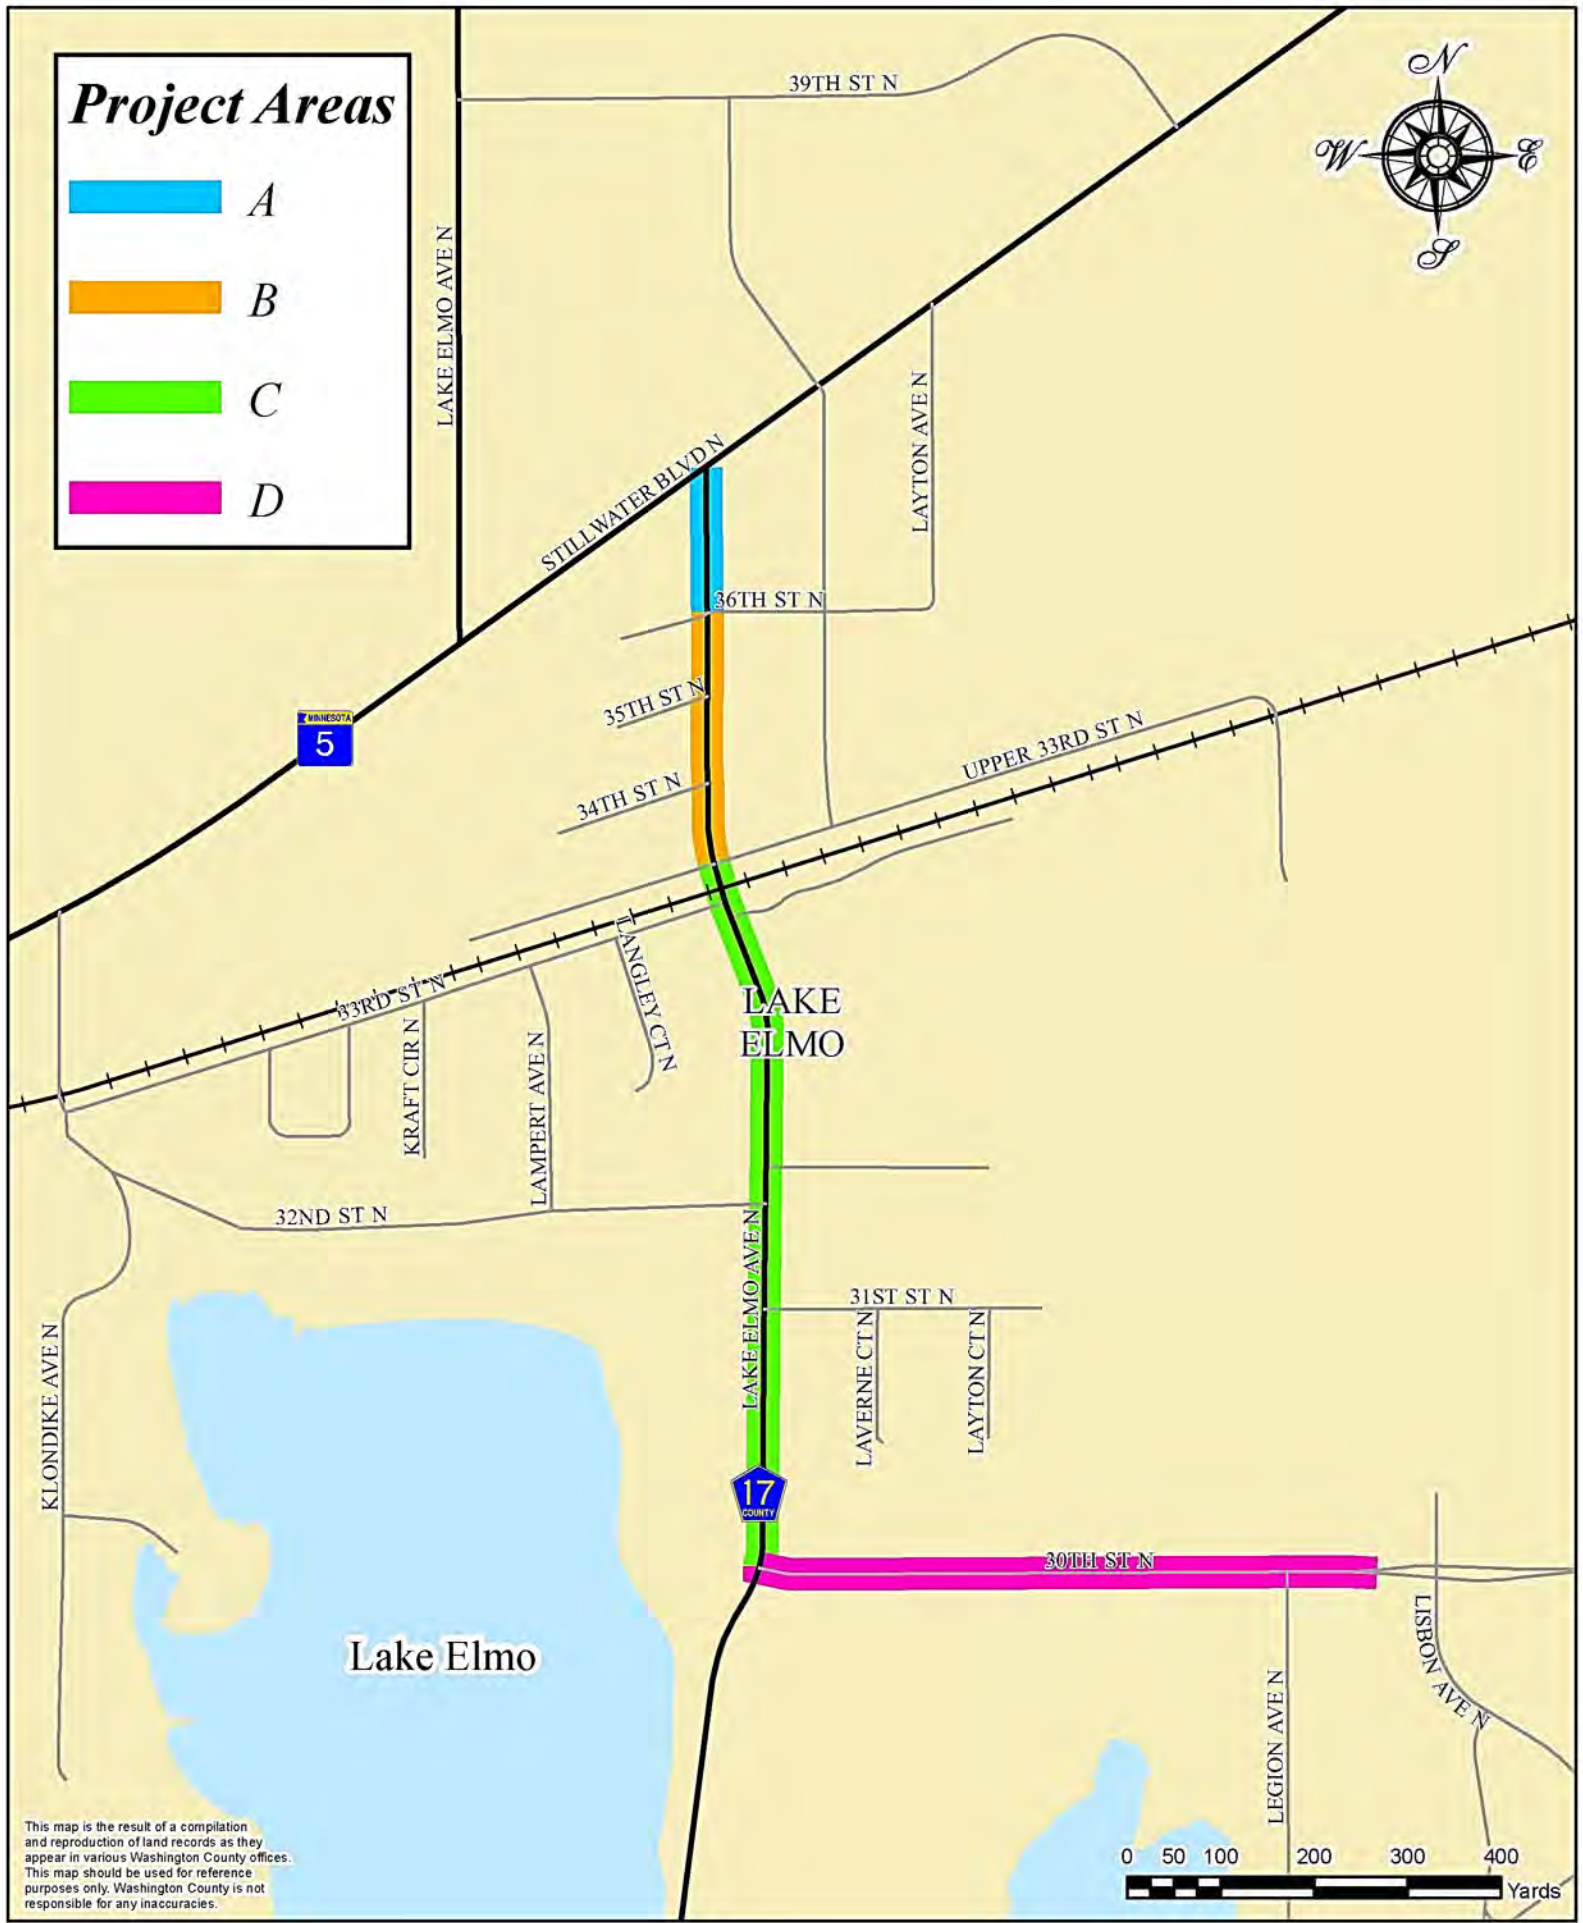 Project Areas
A
B
C
D
39TH ST N
N
W
E
S
LAKE ELMO AVE N
STILLWATER BLVD N
LAYTON AVE N
36TH ST N
35TH ST N
MINNESOTA
5
34TH ST N
UPPER 33RD ST N
33RD ST N
LANGLEY CT N
LAKE
ELMO
KRAFT CIR N
LAMPERT AVE N
32ND ST N
LAKE ELMO AVE N
31ST ST N
LAVERNE CT N
LAYTON CT N
KLONDIKE AVE N
17
COUNTY
30TH ST N
LISBON AVE N
Lake Elmo
LEGION AVE N
This map is the result of a compilation
and reproduction of land records as they
appear in various Washington County offices.
This map should be used for reference
purposes only. Washington County is not
responsible for any inaccuracies.
0 50 100 200 300 400
Yards